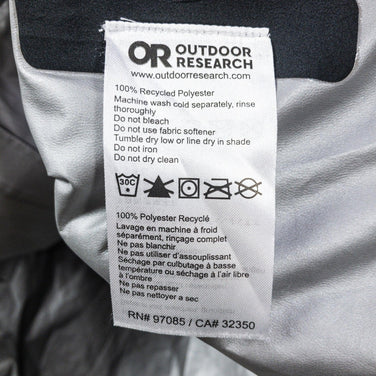 OR OUTDOOR
RESEARCH
www.outdoorresearch.com
100% Recycled Polyester
Machine wash cold separately, rinse
thoroughly
Do not bleach
Do not use fabric softener
Tumble dry low or line dry in shade
Do not iron
Do not dry clean
30C
100% Polyester Recyclé
Lavage en machine à froid
séparément, rinçage complet
Ne pas blanchir
Ne pas utiliser d'assouplissant
Séchage par culbutage à basse
température ou séchage à l'air libre
à l'ombre
Ne pas repasser
Ne pas nettoyer a sec
RN# 97085 / CA# 32350